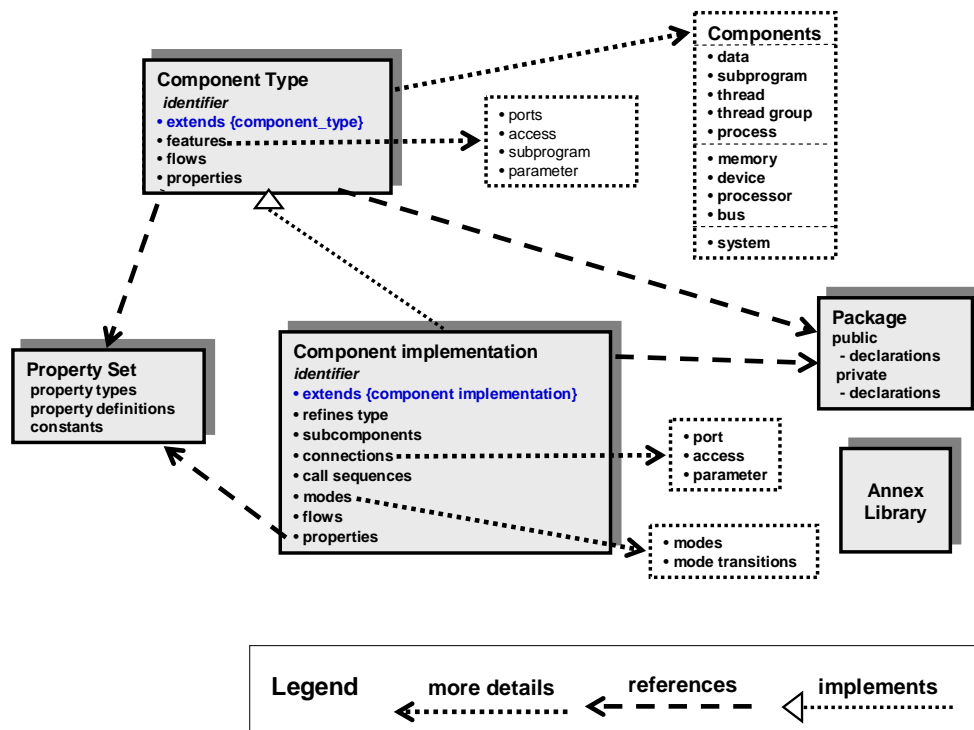 Component Type
identifier
• extends {component_type}
• features
• flows
• properties
• ports
• access
• subprogram
• parameter
Components
• data
• subprogram
• thread
• thread group
• process
• memory
• device
• processor
• bus
• system
Package
public
- declarations
private
- declarations
Property Set
property types
property definitions
constants
Component implementation
identifier
• extends {component implementation}
• refines type
• subcomponents
• connections
• call sequences
• modes
• flows
• properties
• port
• access
• parameter
• modes
• mode transitions
Annex
Library
Legend
more details
references
implements